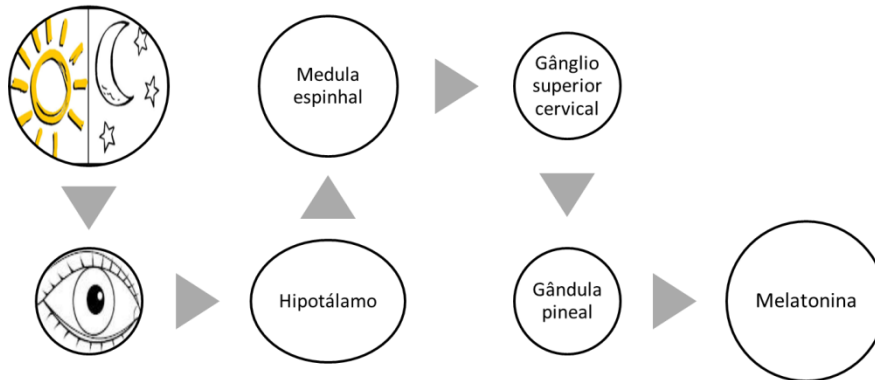 Medula
espinhal
Gânglio
superior
cervical
Hipotálamo
Gândula
pineal
Melatonina